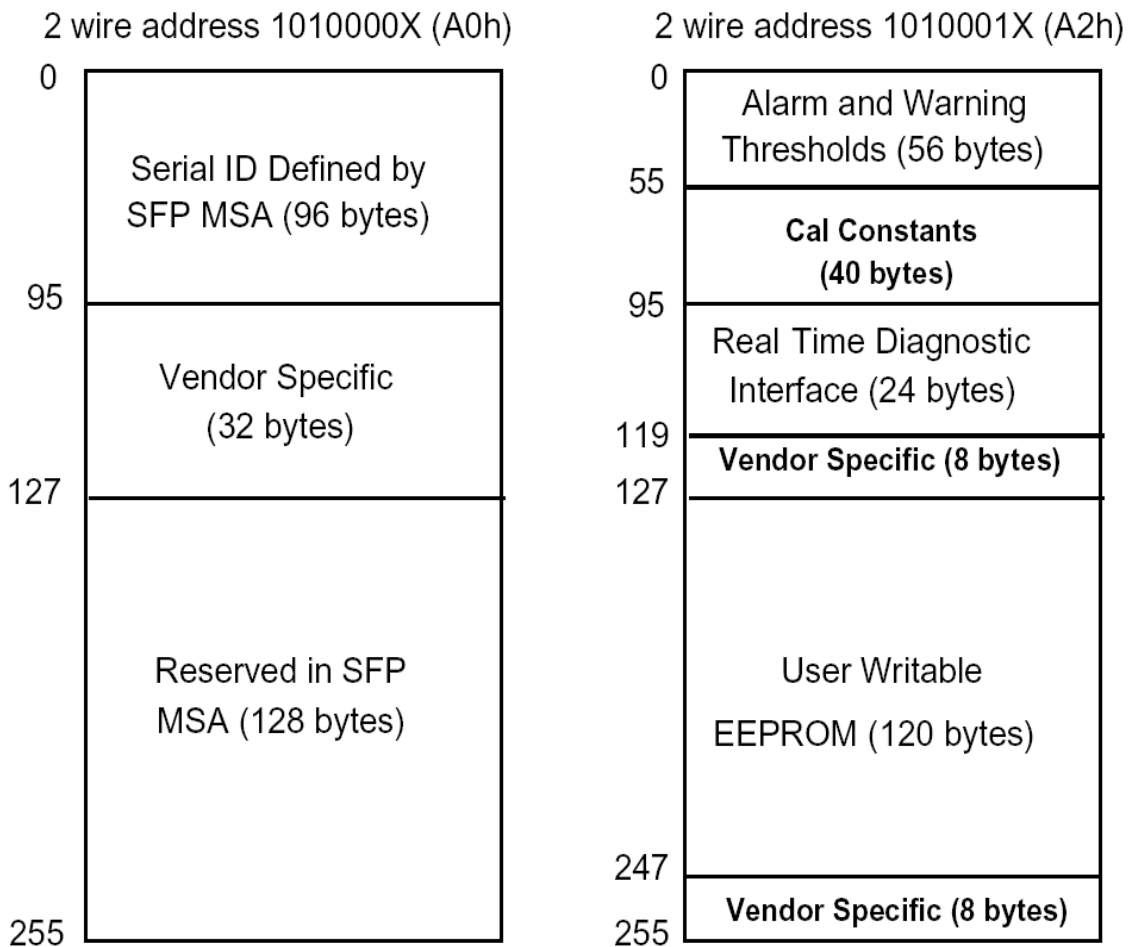 2 wire address 1010000X (A0h)
0
Serial ID Defined by
SFP MSA (96 bytes)
95
Vendor Specific
(32 bytes)
127
Reserved in SFP
MSA (128 bytes)
255
2 wire address 1010001X (A2h)
0
Alarm and Warning
Thresholds (56 bytes)
55
Cal Constants
(40 bytes)
95
Real Time Diagnostic
Interface (24 bytes)
119
Vendor Specific (8 bytes)
127
User Writable
EEPROM (120 bytes)
247
Vendor Specific (8 bytes)
255